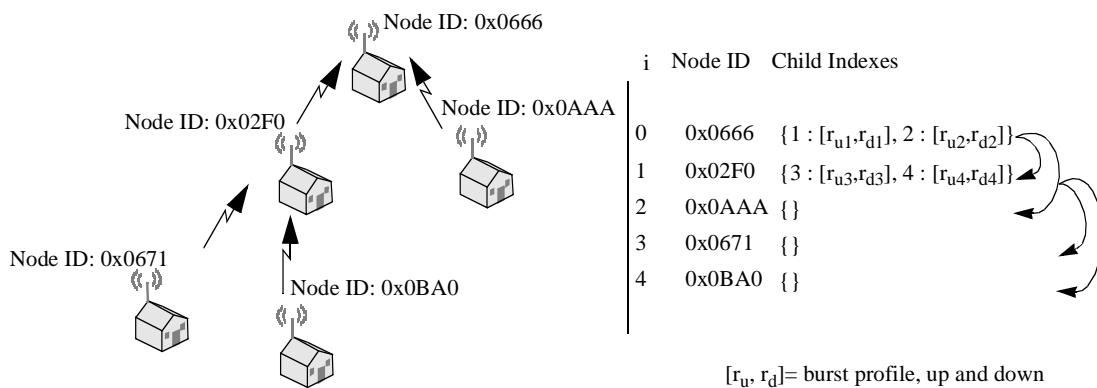 Node ID: 0x0666
Node ID: 0x0AAA
Node ID: 0x02F0
Node ID: 0x0671
Node ID: 0x0BA0
i Node ID Child Indexes
0 0x0666 {1 : [ru1,rd1], 2 : [ru2,rd2]}
1 0x02F0 {3 : [ru3,rd3], 4 : [ru4,rd4]}
2 0x0AAA {}
3 0x0671 {}
4 0x0BA0 {}
[ru, rd]= burst profile, up and down